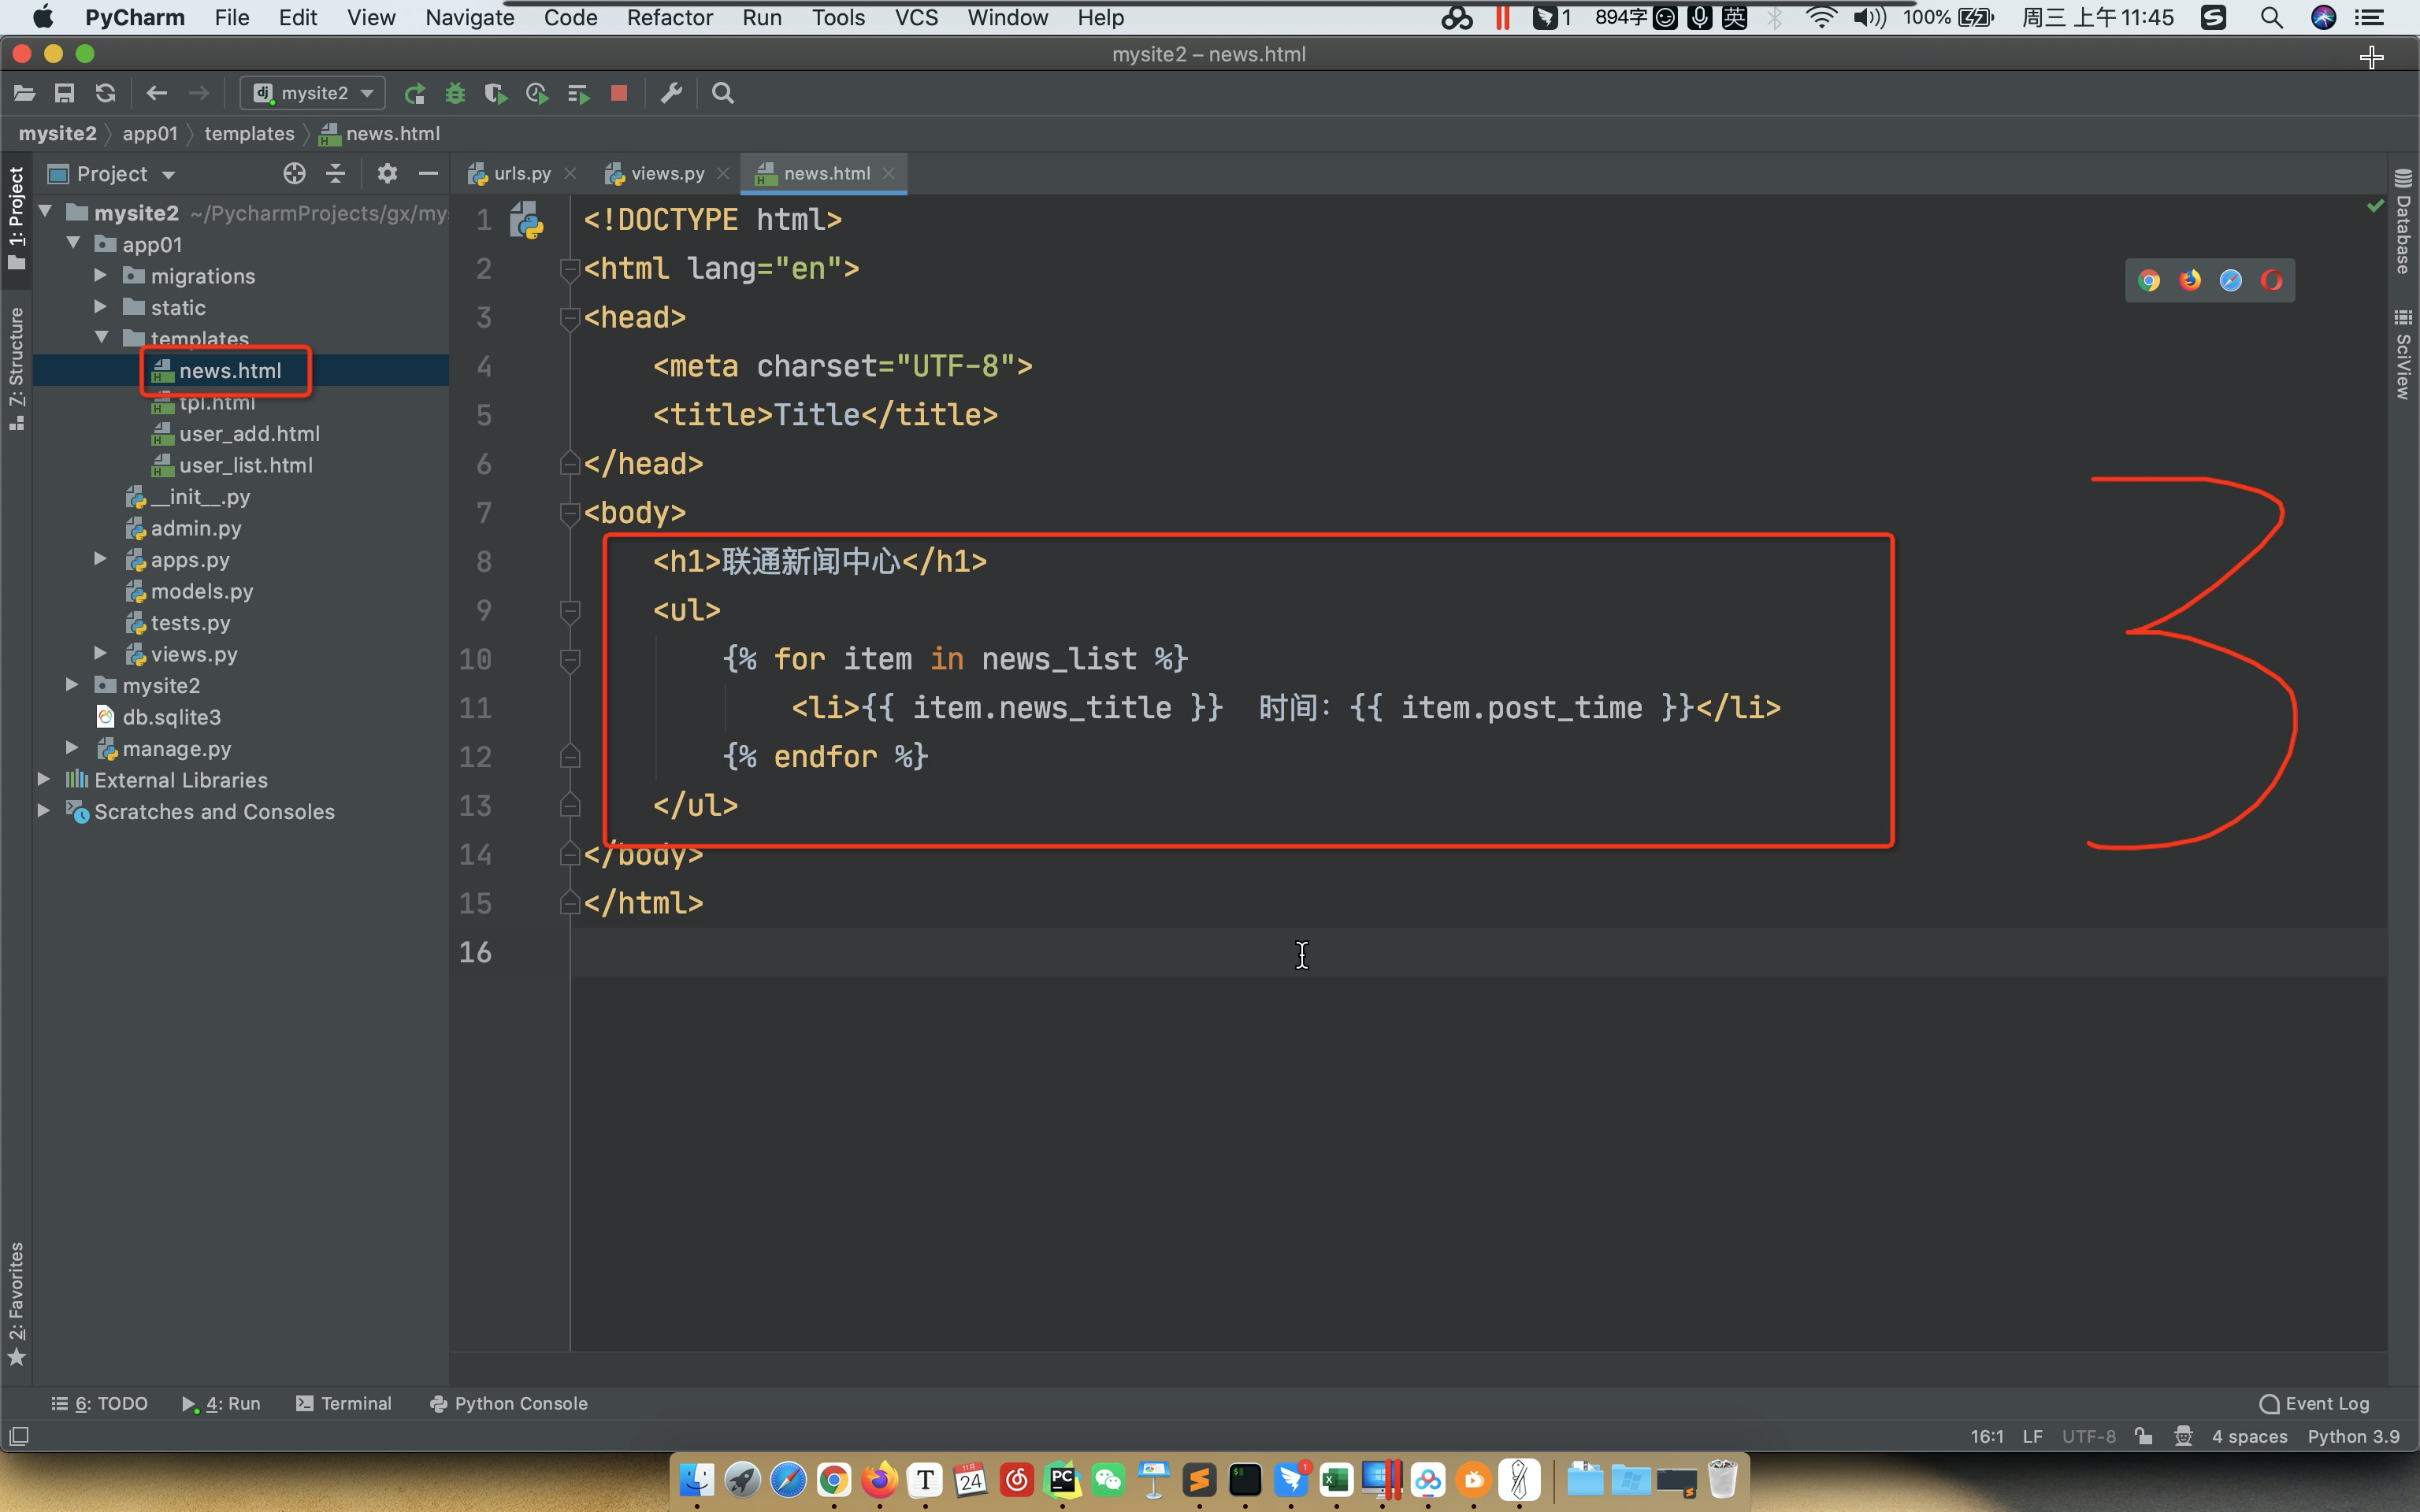 PyCharm File Edit View Navigate Code Refactor Run Tools VCS Window Help 1 894字 英 100% 周三 上午 11:45
mysite2 – news.html
dj mysite2
mysite2 app01 templates news.html
1: Project
7: Structure
2: Favorites
Project
mysite2 ~/PycharmProjects/gx/my
app01
migrations
static
templates
news.html
tpl.html
user_add.html
user_list.html
__init__.py
admin.py
apps.py
models.py
tests.py
views.py
mysite2
db.sqlite3
manage.py
External Libraries
Scratches and Consoles
urls.py views.py news.html
1 <!DOCTYPE html>
2 <html lang="en">
3 <head>
4 <meta charset="UTF-8">
5 <title>Title</title>
6 </head>
7 <body>
8 <h1>联通新闻中心</h1>
9 <ul>
10 {% for item in news_list %}
11 <li>{{ item.news_title }} 时间：{{ item.post_time }}</li>
12 {% endfor %}
13 </ul>
14 </body>
15 </html>
16
3
Database
SciView
6: TODO 4: Run Terminal Python Console Event Log
16:1 LF UTF-8 4 spaces Python 3.9
T 11月 24 PC 1